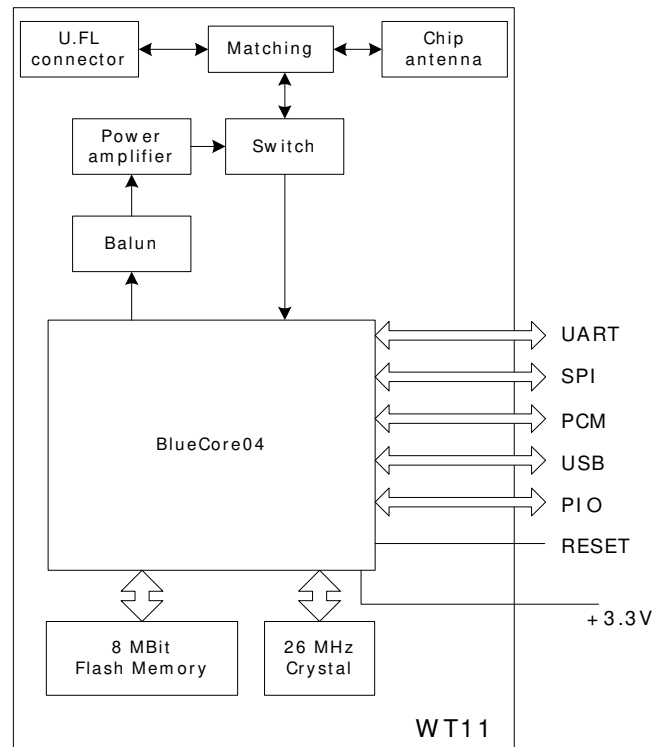 U.FL
connector
Matching
Chip
antenna
Power
amplifier
Switch
Balun
BlueCore04
UART
SPI
PCM
USB
PIO
RESET
+3.3V
8 MBit
Flash Memory
26 MHz
Crystal
WT11